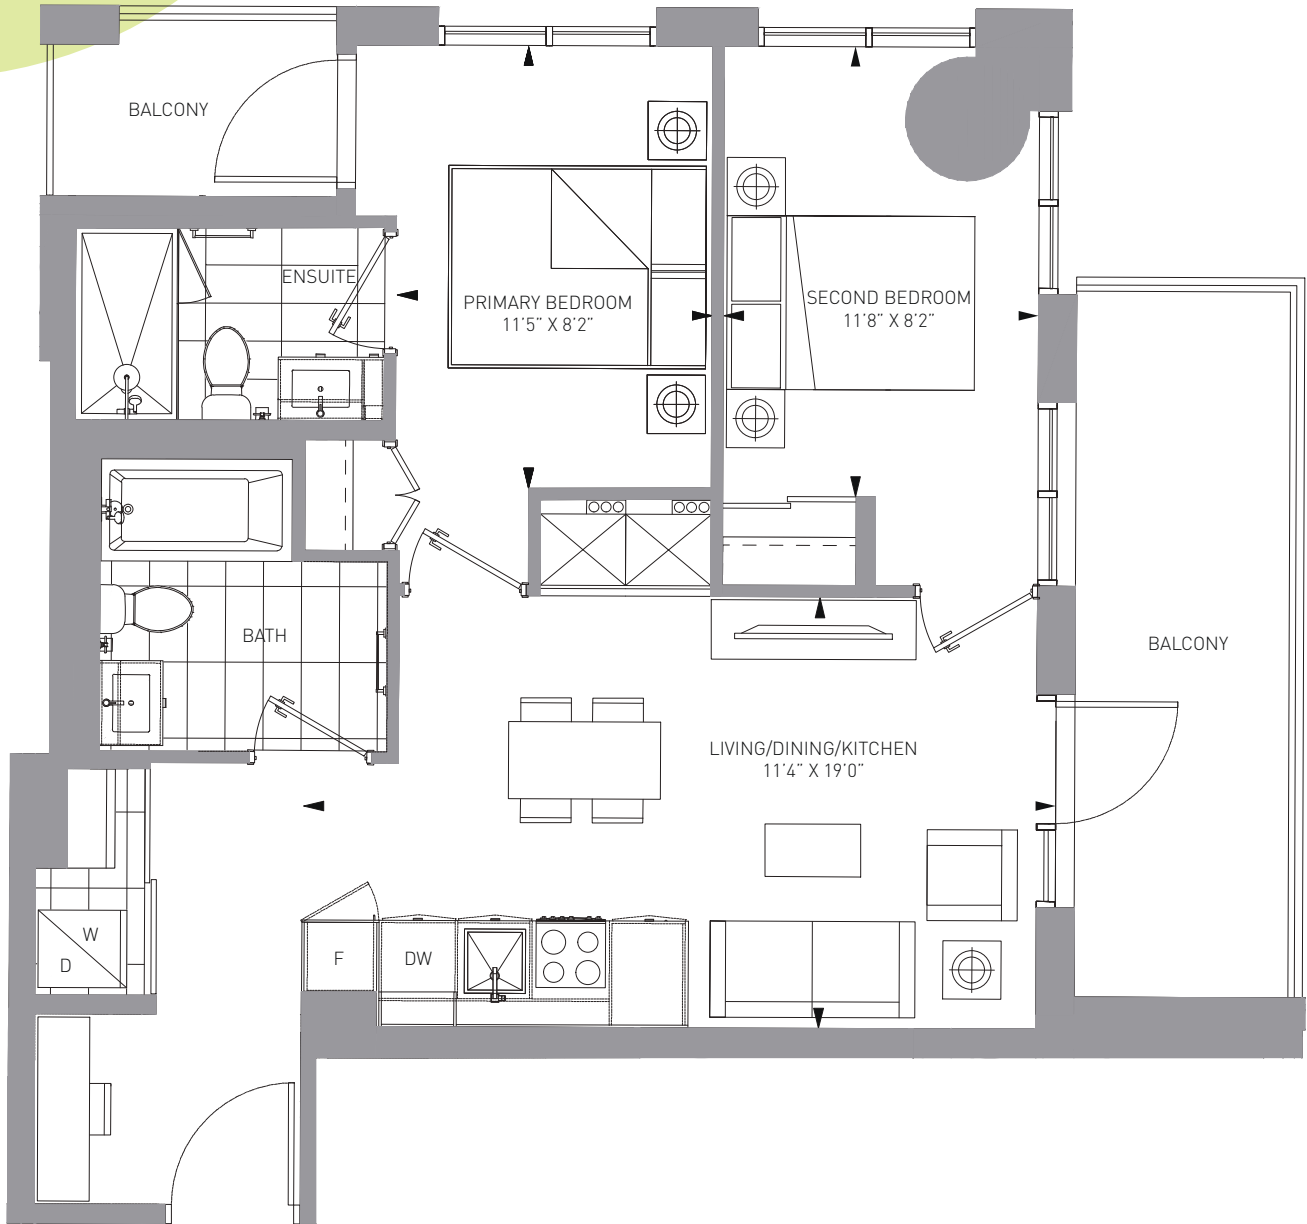 BALCONY
ENSUITE
PRIMARY BEDROOM
11'5" X 8'2"
SECOND BEDROOM
11'8" X 8'2"
BATH
BALCONY
LIVING/DINING/KITCHEN
11'4" X 19'0"
W
D
F
DW